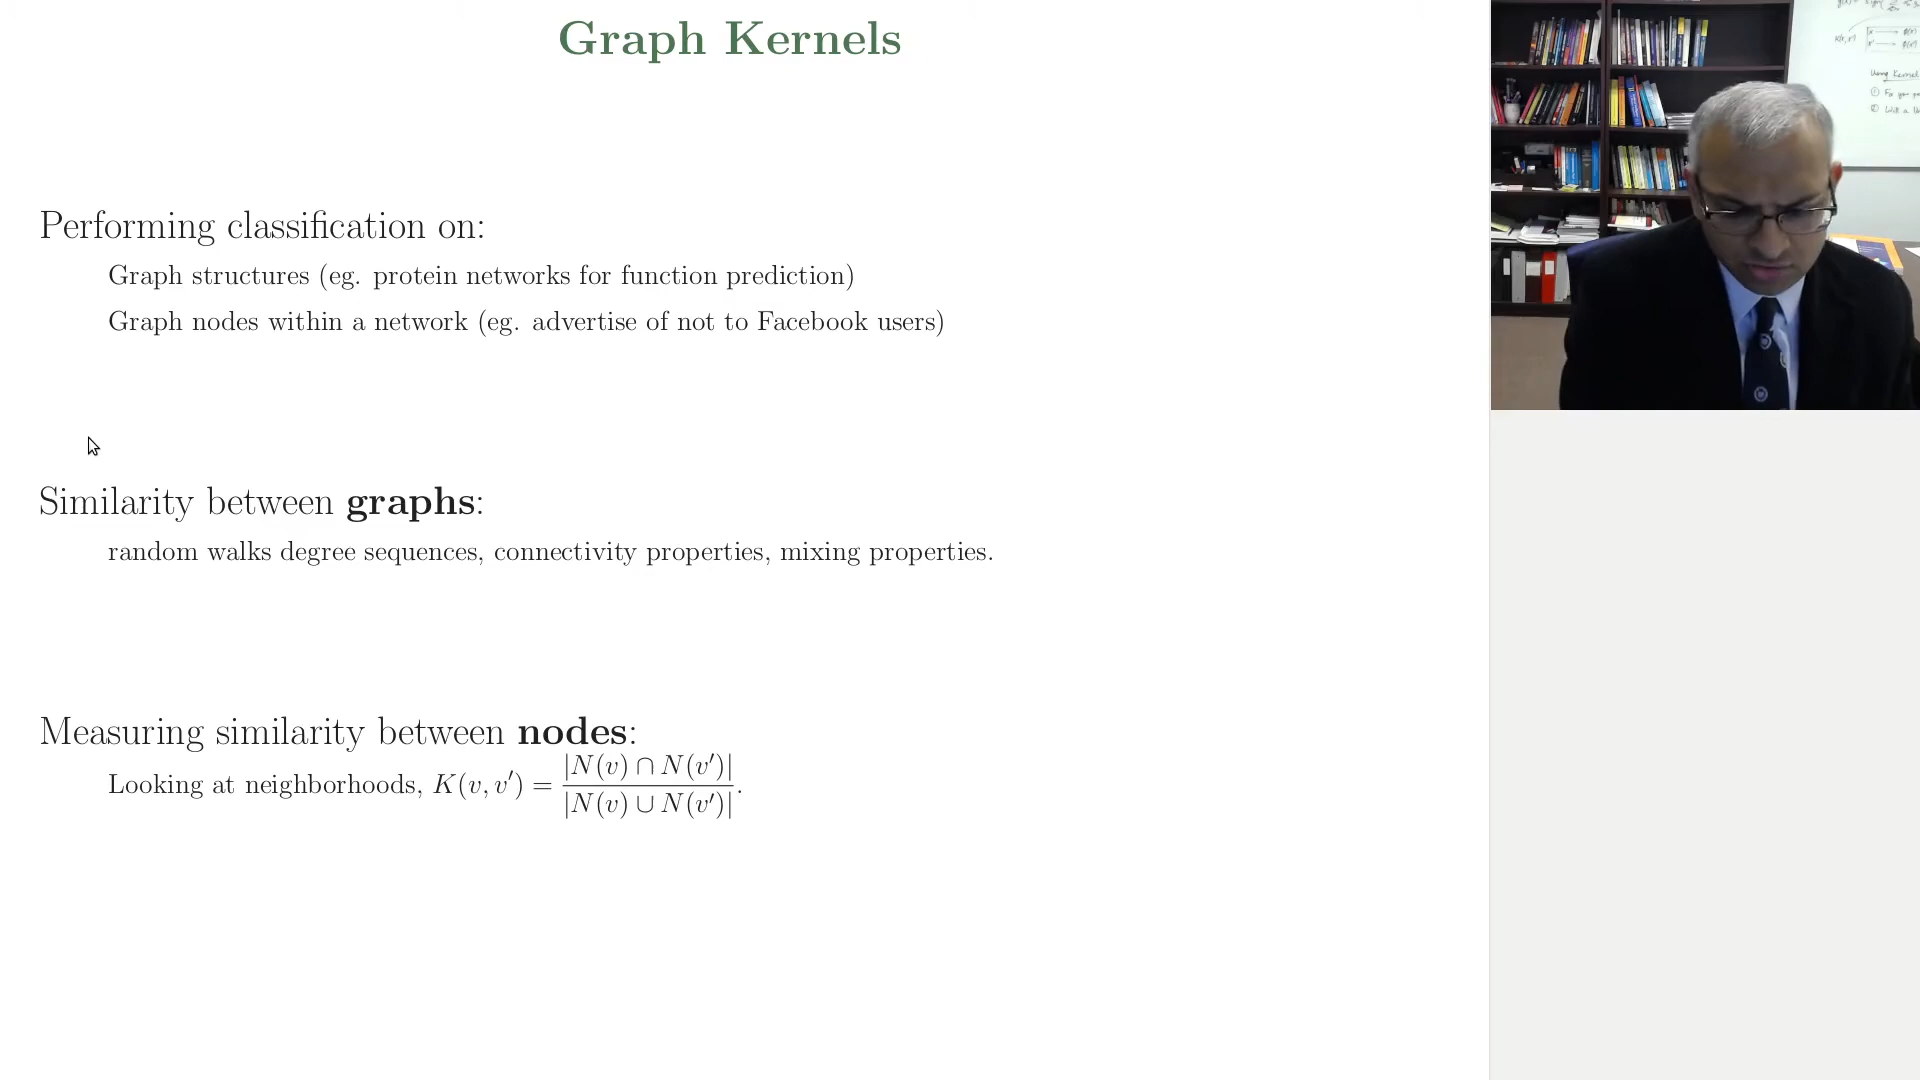 Graph Kernels
Performing classification on:
Graph structures (eg. protein networks for function prediction)
Graph nodes within a network (eg. advertise of not to Facebook users)
Similarity between graphs:
random walks degree sequences, connectivity properties, mixing properties.
Measuring similarity between nodes:
Looking at neighborhoods, K(v, v′) = |N(v) ∩ N(v′)| / |N(v) ∪ N(v′)|.
Using Kernel